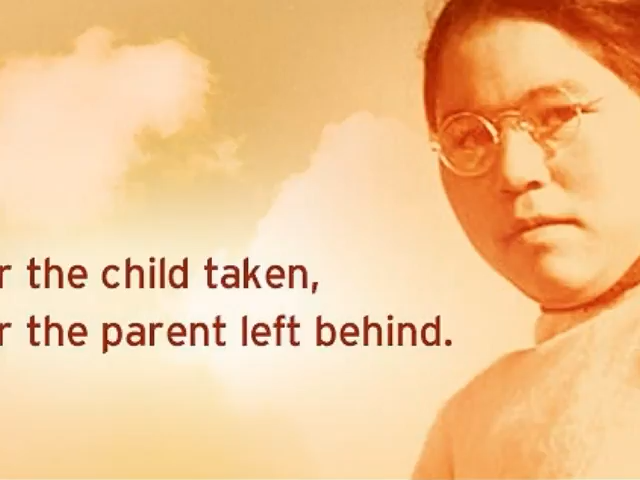 r the child taken,
r the parent left behind.